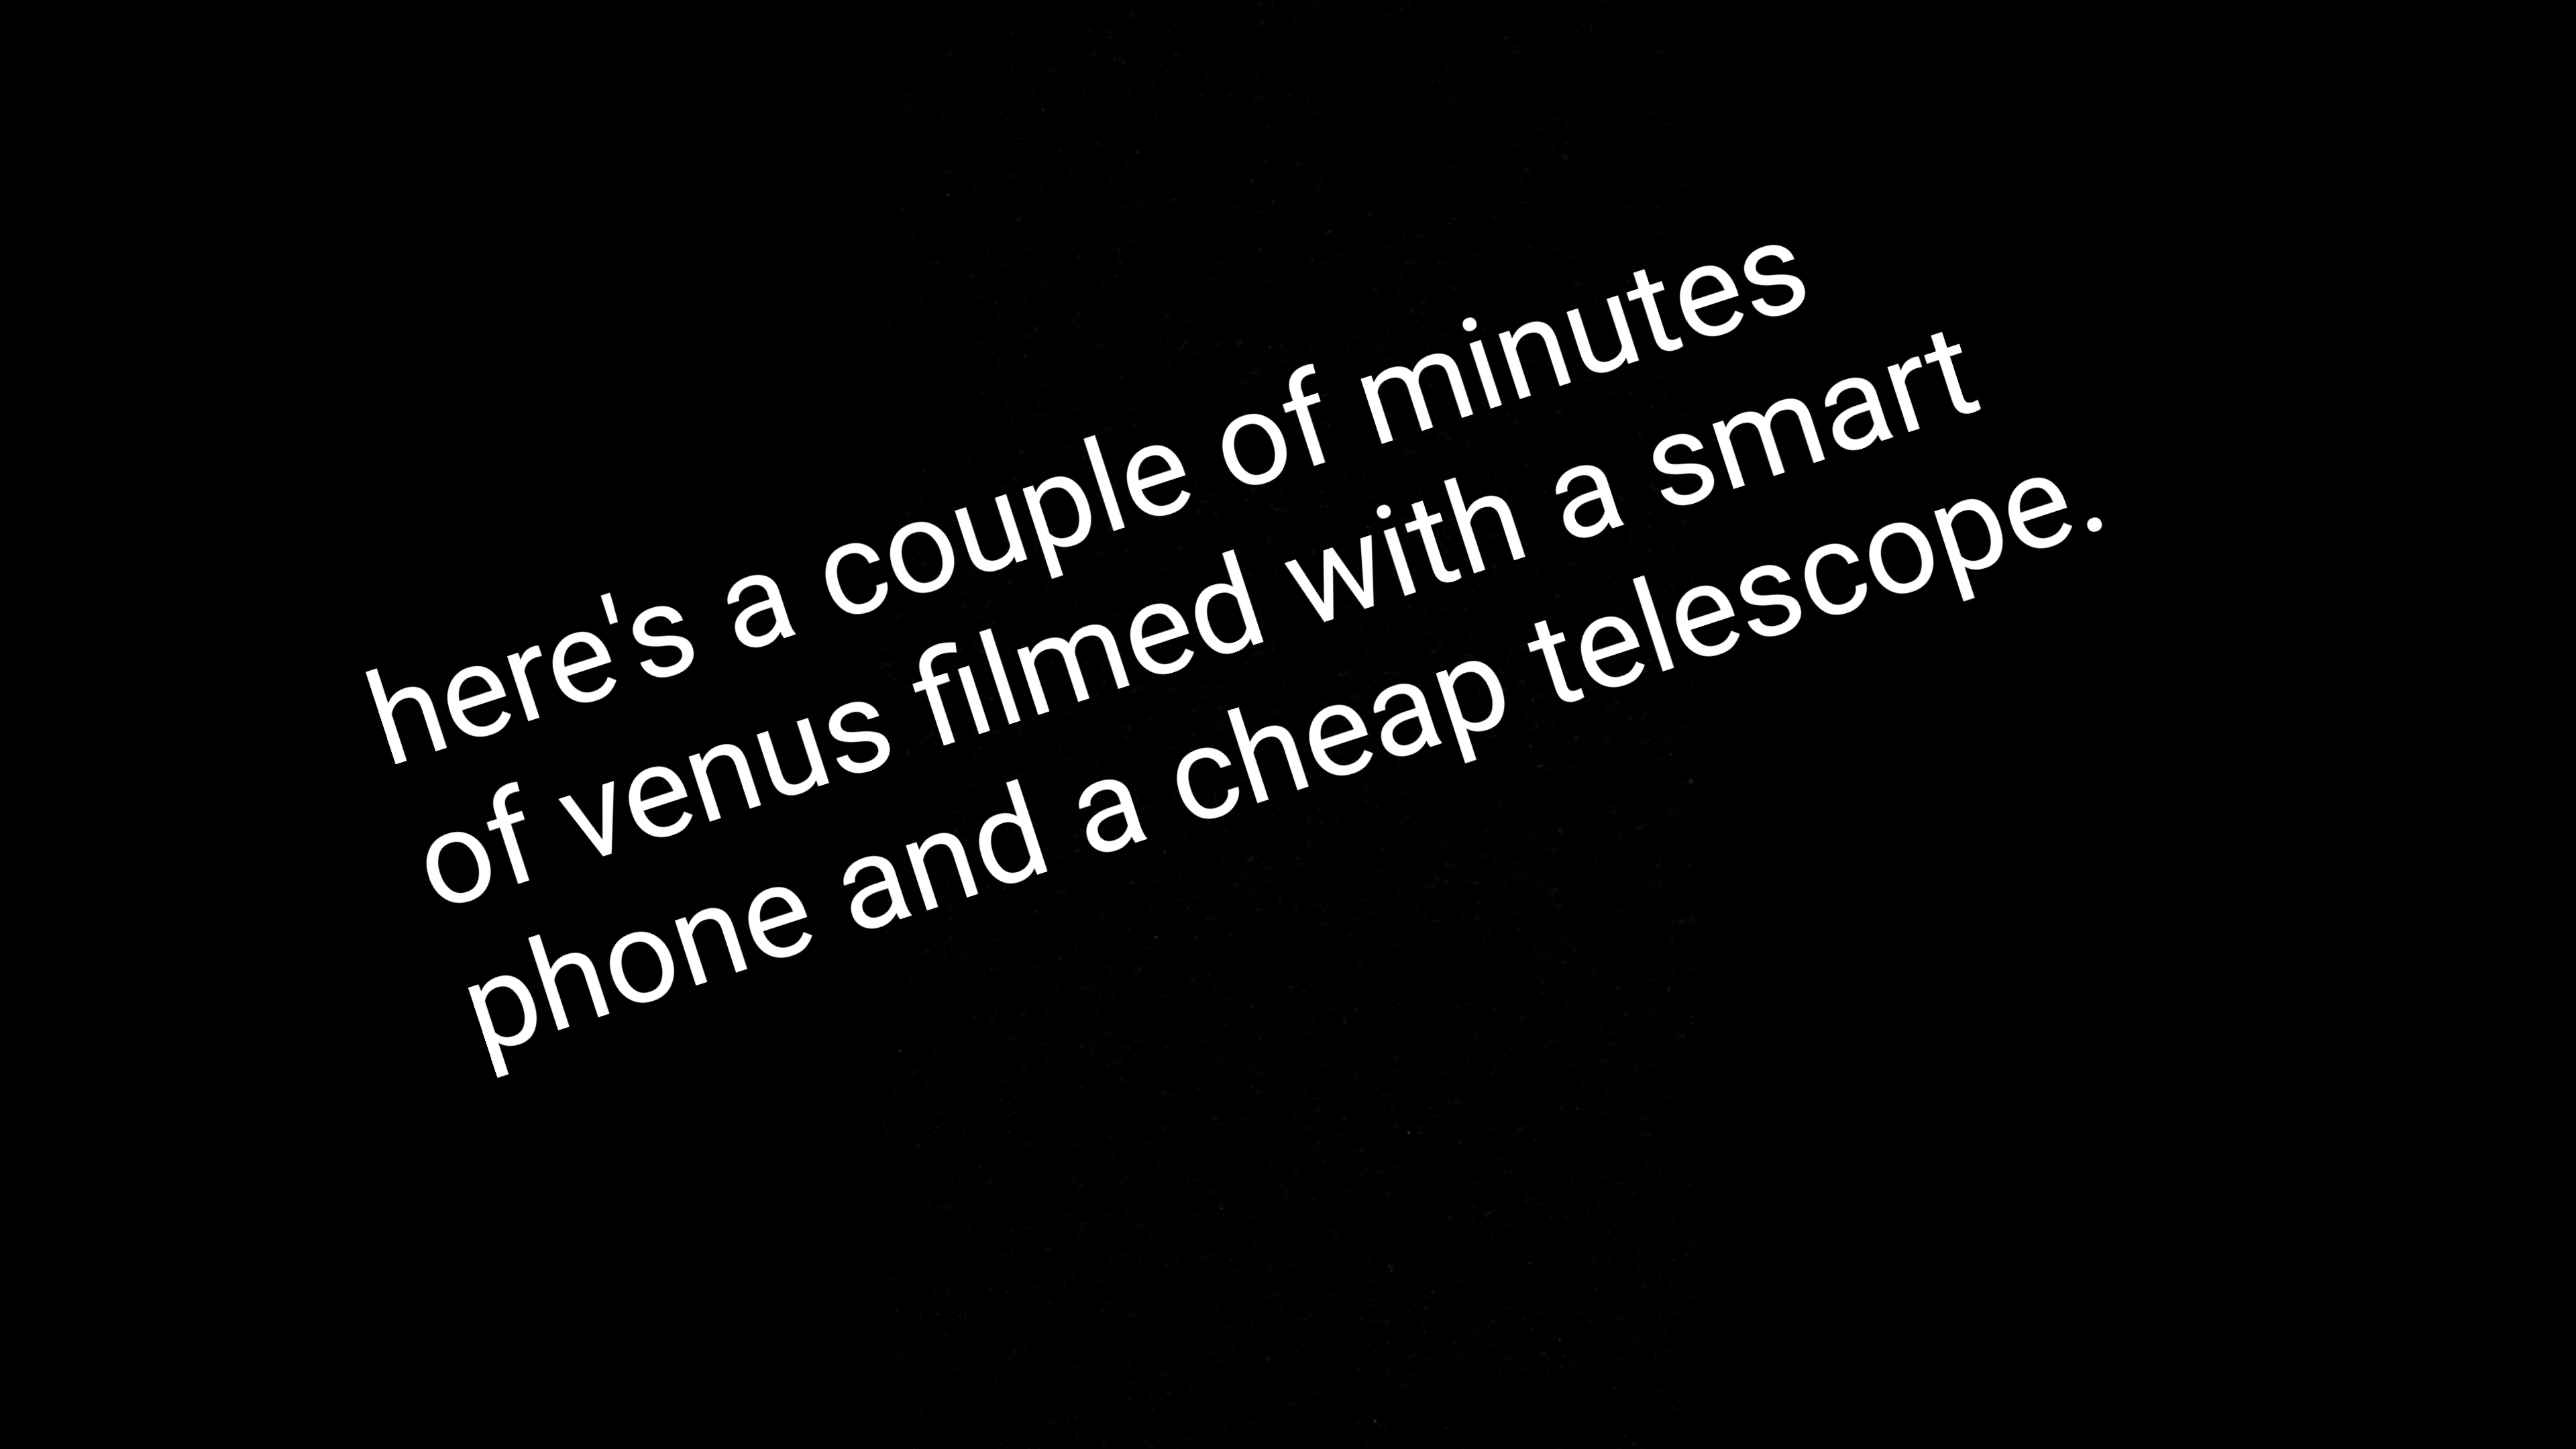 here's a couple of minutes
of venus filmed with a smart
phone and a cheap telescope.